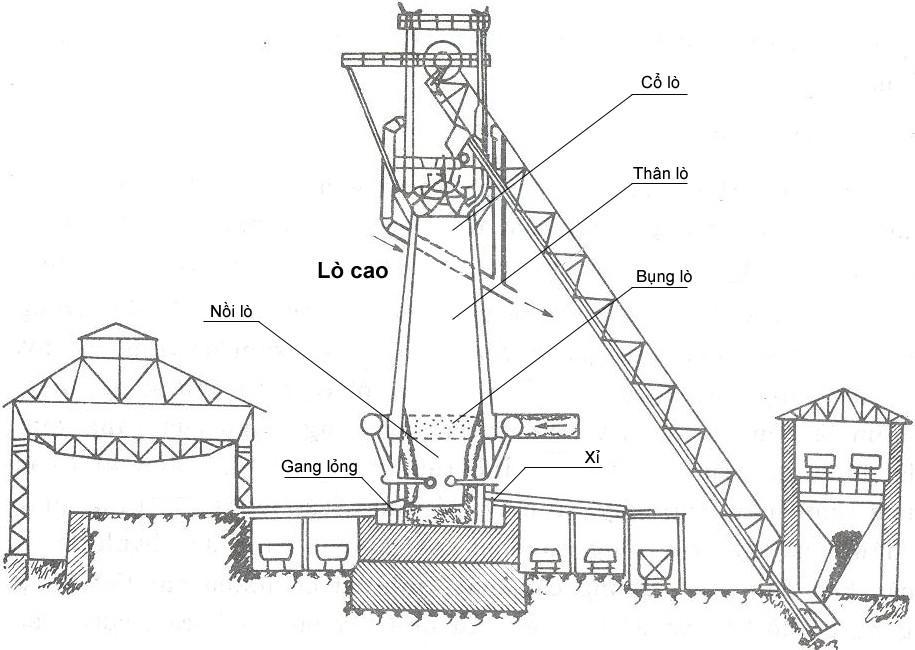 Cổ lò
Thân lò
Lò cao
Bụng lò
Nồi lò
Gang lỏng
Xỉ